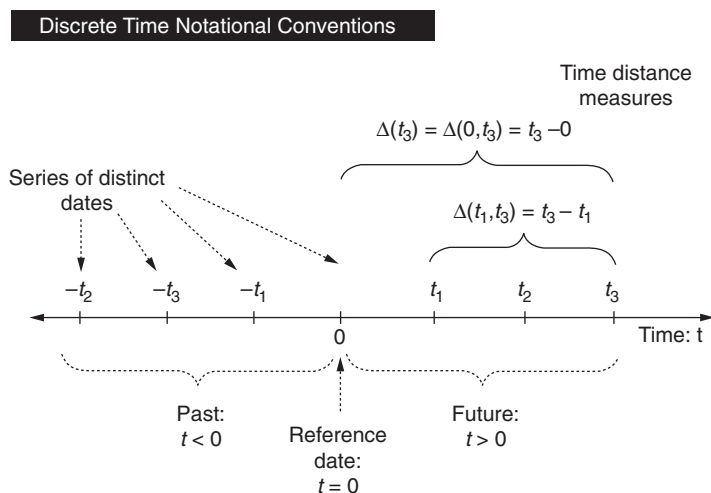 Discrete Time Notational Conventions
Time distance
measures
Δ(t₃) = Δ(0,t₃) = t₃ –0
Series of distinct
dates
Δ(t₁,t₃) = t₃ – t₁
–t₂ –t₃ –t₁ t₁ t₂ t₃
0 Time: t
Past:
t < 0
Future:
t > 0
Reference
date:
t = 0